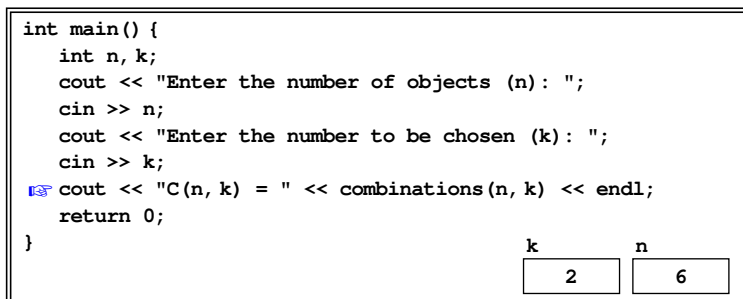 int main() {
int n, k;
cout << "Enter the number of objects (n): ";
cin >> n;
cout << "Enter the number to be chosen (k): ";
cin >> k;
☞ cout << "C(n, k) = " << combinations(n, k) << endl;
return 0;
}
k n
2 6